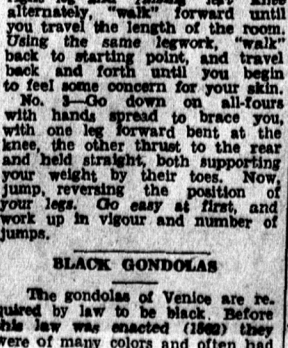 alternately, "walk" forward until
you travel the length of the room.
Using the same legwork, "walk"
back to starting point, and travel
back and forth until you begin
to feel some concern for your skin.
No. 3—Go down on all-fours
with hands spread to brace you,
with one leg forward bent at the
knee, the other thrust to the rear
and held straight, both supporting
your weight by their toes. Now,
jump, reversing the position of
your legs. Go easy at first, and
work up in vigour and number of
jumps.
BLACK GONDOLAS
The gondolas of Venice are re-
quired by law to be black. Before
this law was enacted (1562) they
were of many colors and often had